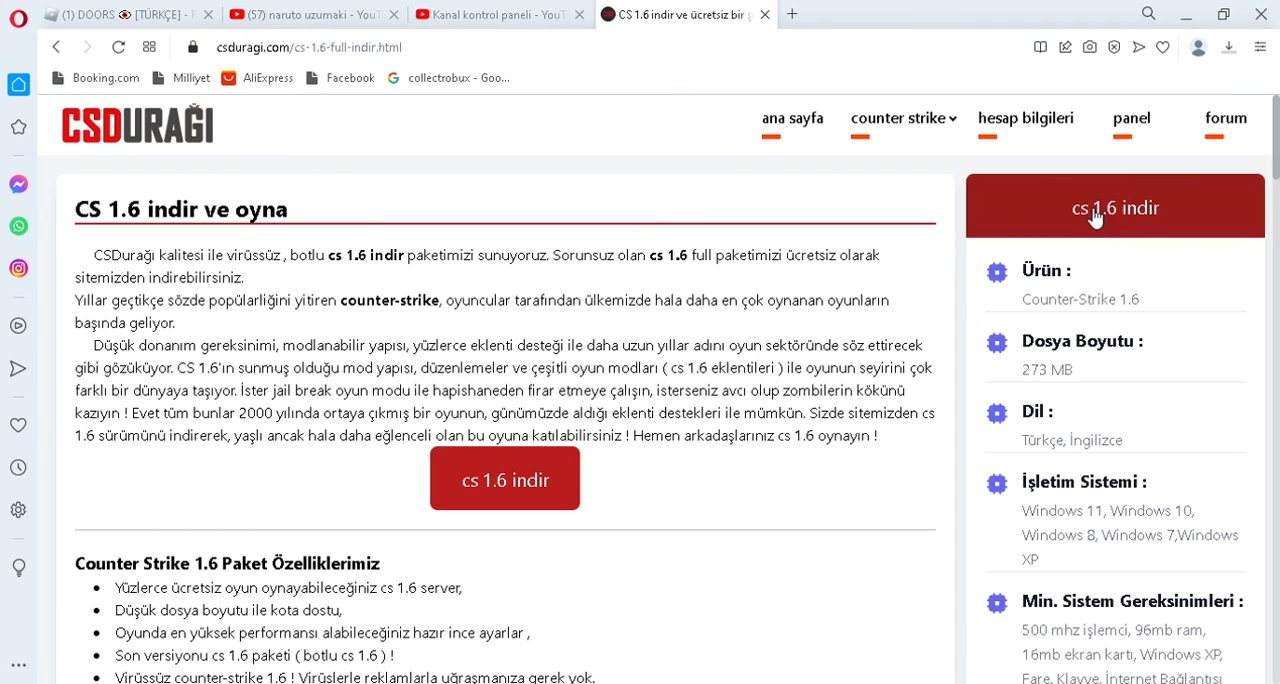 (1) DOORS 👁 [TÜRKÇE] - F
(57) naruto uzumaki - YouT
Kanal kontrol paneli - YouT
CS 1.6 indir ve ücretsiz bir ş
csduragi.com/cs-1.6-full-indir.html
Booking.com
Milliyet
AliExpress
Facebook
collectrobux - Goo...
CSDURAĞI
ana sayfa
counter strike
hesap bilgileri
panel
forum
CS 1.6 indir ve oyna
CSDurağı kalitesi ile virüssüz , botlu cs 1.6 indir paketimizi sunuyoruz. Sorunsuz olan cs 1.6 full paketimizi ücretsiz olarak
sitemizden indirebilirsiniz.
Yıllar geçtikçe sözde popülarliğini yitiren counter-strike, oyuncular tarafından ülkemizde hala daha en çok oynanan oyunların
başında geliyor.
Düşük donanım gereksinimi, modlanabilir yapısı, yüzlerce eklenti desteği ile daha uzun yıllar adını oyun sektöründe söz ettirecek
gibi gözüküyor. CS 1.6'ın sunmuş olduğu mod yapısı, düzenlemeler ve çeşitli oyun modları ( cs 1.6 eklentileri ) ile oyunun seyirini çok
farklı bir dünyaya taşıyor. İster jail break oyun modu ile hapishaneden firar etmeye çalışın, isterseniz avcı olup zombilerin kökünü
kazıyın ! Evet tüm bunlar 2000 yılında ortaya çıkmış bir oyunun, günümüzde aldığı eklenti destekleri ile mümkün. Sizde sitemizden cs
1.6 sürümünü indirerek, yaşlı ancak hala daha eğlenceli olan bu oyuna katılabilirsiniz ! Hemen arkadaşlarınız cs 1.6 oynayın !
cs 1.6 indir
Counter Strike 1.6 Paket Özelliklerimiz
• Yüzlerce ücretsiz oyun oynayabileceğiniz cs 1.6 server,
• Düşük dosya boyutu ile kota dostu,
• Oyunda en yüksek performansı alabileceğiniz hazır ince ayarlar ,
• Son versiyonu cs 1.6 paketi ( botlu cs 1.6 ) !
• Virüssüz counter-strike 1.6 ! Virüslerle reklamlarla uğraşmanıza gerek yok.
cs 1.6 indir
Ürün :
Counter-Strike 1.6
Dosya Boyutu :
273 MB
Dil :
Türkçe, İngilizce
İşletim Sistemi :
Windows 11, Windows 10,
Windows 8, Windows 7,Windows
XP
Min. Sistem Gereksinimleri :
500 mhz işlemci, 96mb ram,
16mb ekran kartı, Windows XP,
Fare, Klavye, İnternet Bağlantısı